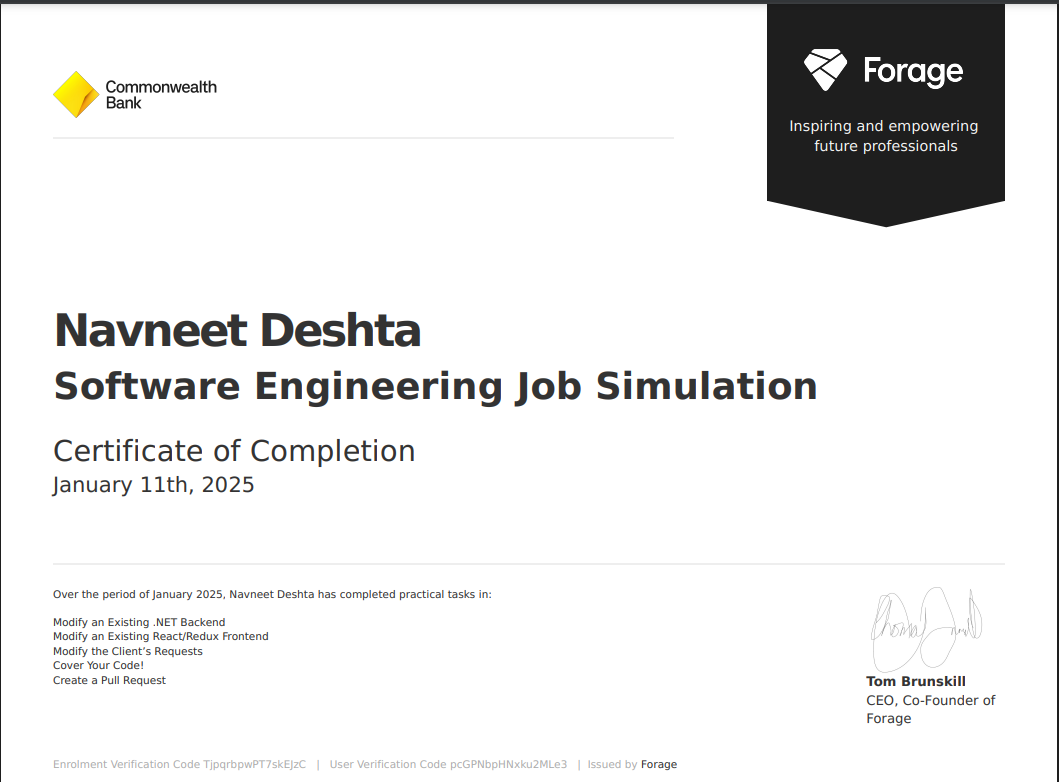 Commonwealth
Bank
Forage
Inspiring and empowering
future professionals
Navneet Deshta
Software Engineering Job Simulation
Certificate of Completion
January 11th, 2025
Over the period of January 2025, Navneet Deshta has completed practical tasks in:
Modify an Existing .NET Backend
Modify an Existing React/Redux Frontend
Modify the Client’s Requests
Cover Your Code!
Create a Pull Request
Tom Brunskill
CEO, Co-Founder of
Forage
Enrolment Verification Code TjpqrbpwPT7skEJzC | User Verification Code pcGPNbpHNxku2MLe3 | Issued by Forage